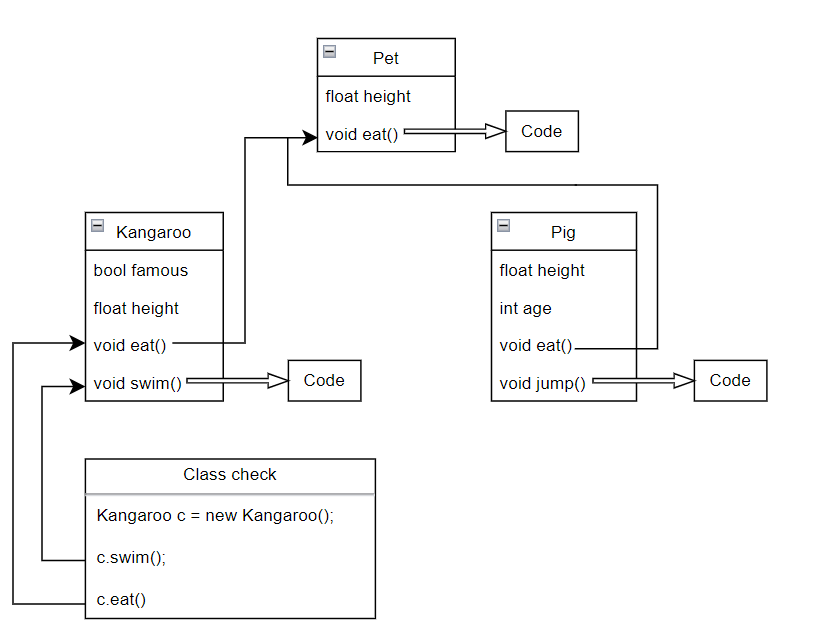 Pet
float height
void eat()
Code
Kangaroo
bool famous
float height
void eat()
void swim()
Code
Pig
float height
int age
void eat()
void jump()
Code
Class check
Kangaroo c = new Kangaroo();
c.swim();
c.eat()